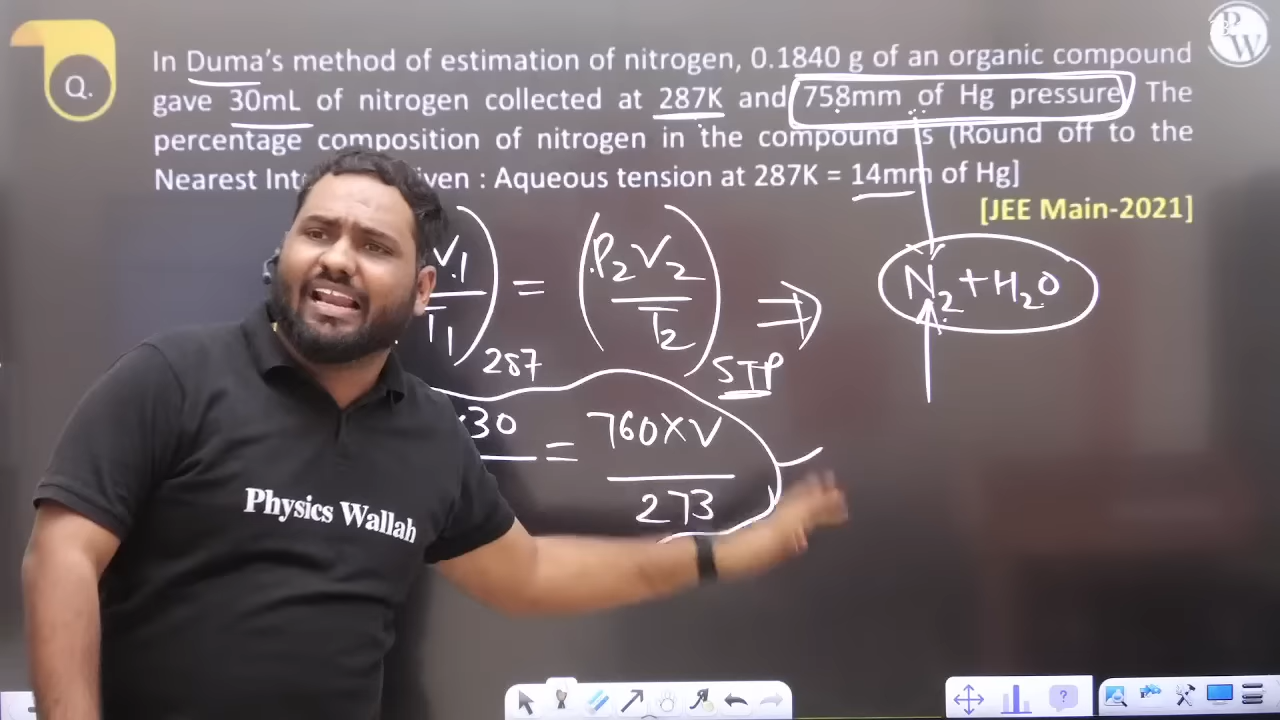 Q.
In Duma's method of estimation of nitrogen, 0.1840 g of an organic compound
gave 30mL of nitrogen collected at 287K and 758mm of Hg pressure The
percentage composition of nitrogen in the compound is (Round off to the
Nearest Int iven : Aqueous tension at 287K = 14mm of Hg]
[JEE Main-2021]
V1 = (P2V2) ⇒ N2+H2O
T1 T2
287 STP
30 = 760×V
273
Physics Wallah
PW